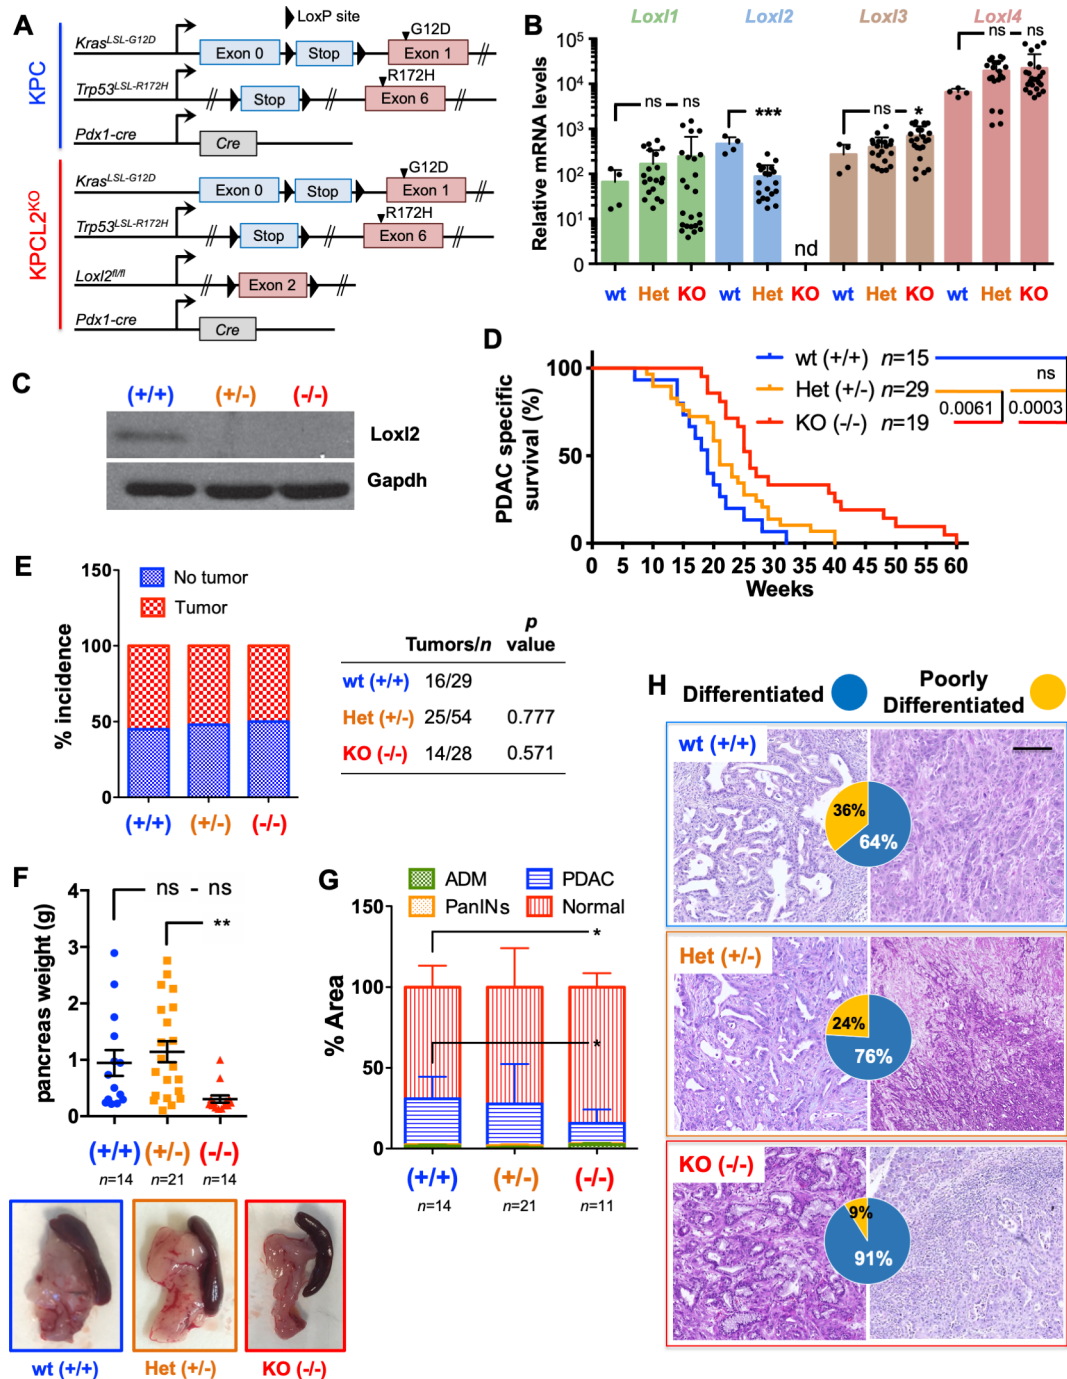 A
LoxP site
KPC
Kras^LSL-G12D
Exon 0
Stop
G12D
Exon 1
Trp53^LSL-R172H
Stop
R172H
Exon 6
Pdx1-cre
Cre
KPCL2^KO
Kras^LSL-G12D
Exon 0
Stop
G12D
Exon 1
Trp53^LSL-R172H
Stop
R172H
Exon 6
Loxl2^fl/fl
Exon 2
Pdx1-cre
Cre
B
Loxl1 Loxl2 Loxl3 Loxl4
Relative mRNA levels
10^5
10^4
10^3
10^2
10^1
0
ns ns
***
nd
ns *
ns ns
wt Het KO wt Het KO wt Het KO wt Het KO
C
(+/+) (+/-) (-/-)
Loxl2
Gapdh
D
PDAC specific
survival (%)
100
50
0
0 5 10 15 20 25 30 35 40 45 50 55 60
Weeks
wt (+/+) n=15
Het (+/-) n=29
KO (-/-) n=19
ns
0.0061 0.0003
E
% incidence
150
100
50
0
No tumor
Tumor
(+/+) (+/-) (-/-)
Tumors/n p value
wt (+/+) 16/29
Het (+/-) 25/54 0.777
KO (-/-) 14/28 0.571
F
pancreas weight (g)
4
3
2
1
0
ns - ns
**
(+/+) (+/-) (-/-)
n=14 n=21 n=14
wt (+/+) Het (+/-) KO (-/-)
G
ADM PDAC
PanINs Normal
% Area
150
100
50
0
*
*
(+/+) (+/-) (-/-)
n=14 n=21 n=11
H
Differentiated
Poorly
Differentiated
wt (+/+)
36%
64%
Het (+/-)
24%
76%
KO (-/-)
9%
91%